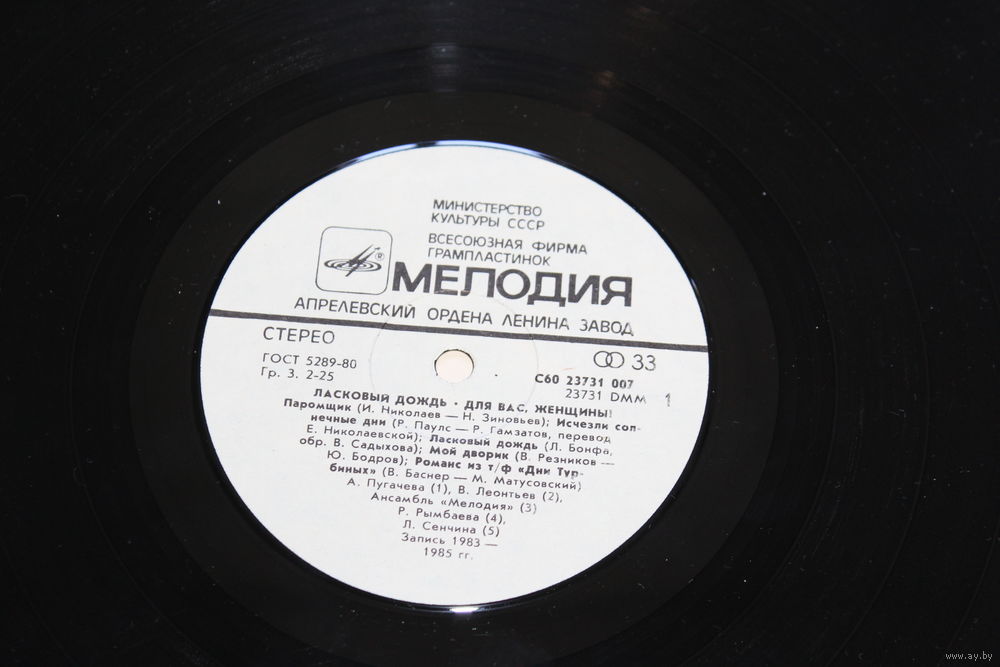 МИНИСТЕРСТВО
КУЛЬТУРЫ СССР
ВСЕСОЮЗНАЯ ФИРМА
ГРАМПЛАСТИНОК
®
МЕЛОДИЯ
АПРЕЛЕВСКИЙ ОРДЕНА ЛЕНИНА ЗАВОД
СТЕРЕО
33
ГОСТ 5289-80
Гр. 3. 2-25
С60 23731 007
23731 DMM 1
ЛАСКОВЫЙ ДОЖДЬ · ДЛЯ ВАС, ЖЕНЩИНЫ!
Паромщик (И. Николаев — Н. Зиновьев); Исчезли сол-
нечные дни (Р. Паулс — Р. Гамзатов, перевод
Е. Николаевской); Ласковый дождь (Л. Бонфа,
обр. В. Садыхова); Мой дворик (В. Резников —
Ю. Бодров); Романс из т/ф «Дни Тур-
биных» (В. Баснер — М. Матусовский)
А. Пугачева (1), В. Леонтьев (2),
Ансамбль «Мелодия» (3)
Р. Рымбаева (4),
Л. Сенчина (5)
Запись 1983 —
1985 гг.
www.ay.by